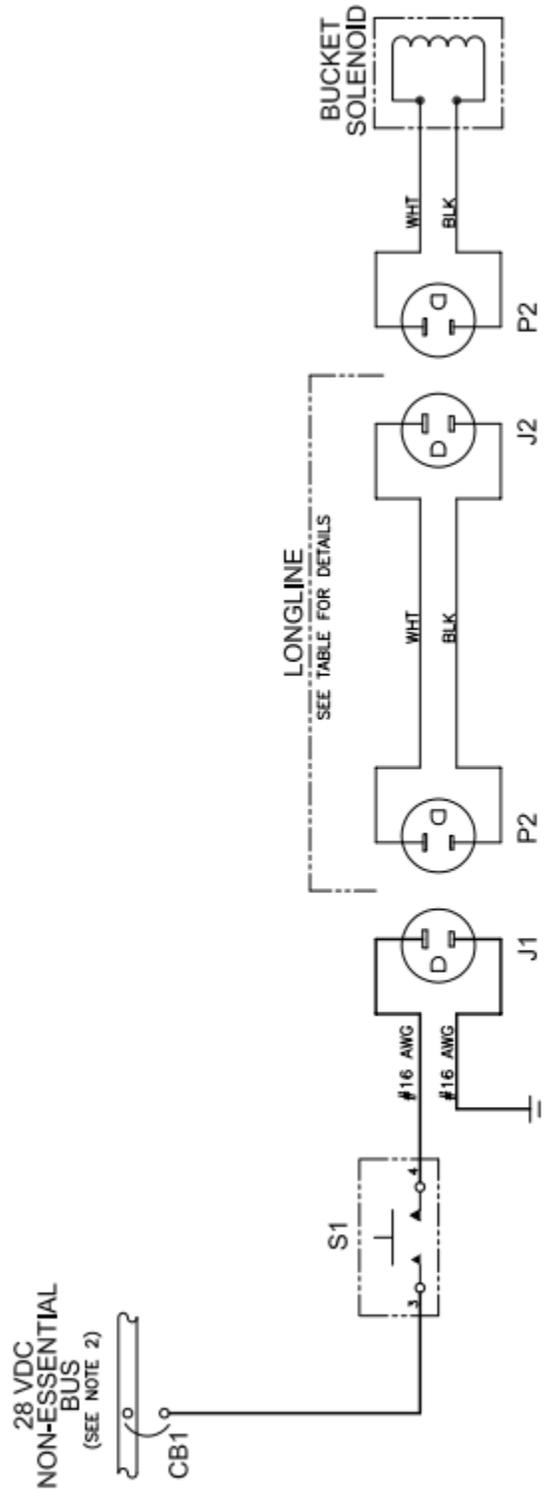 28 VDC
NON-ESSENTIAL
BUS
(SEE NOTE 2)
CB1
S1
3
4
#16 AWG
#16 AWG
J1
LONGLINE
SEE TABLE FOR DETAILS
P2
WHT
BLK
J2
P2
WHT
BLK
BUCKET
SOLENOID